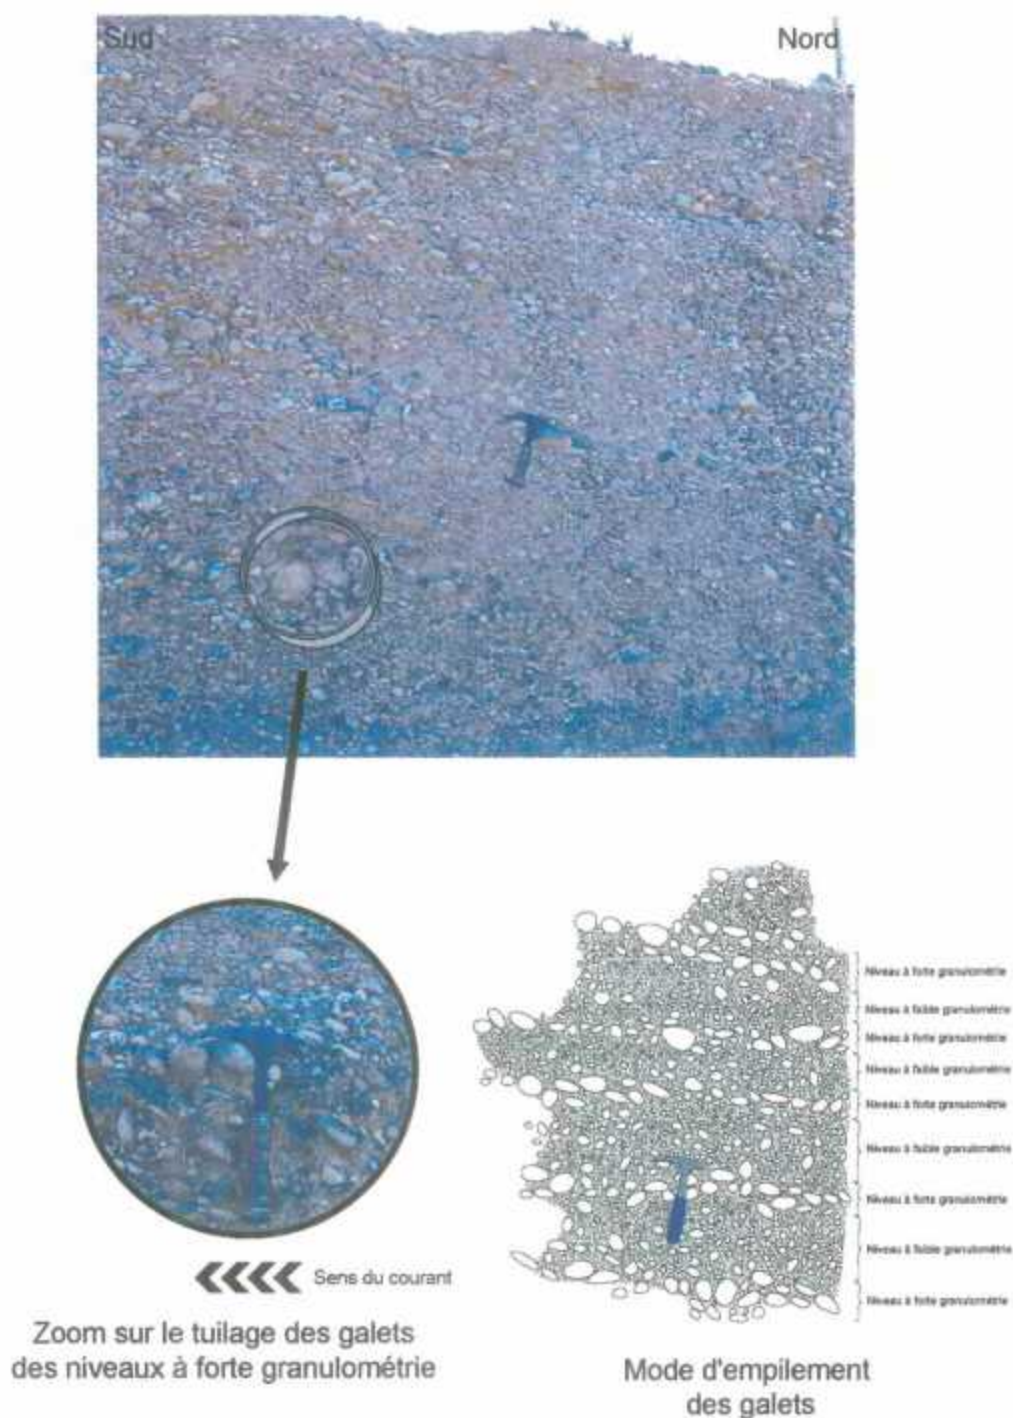 Sud
Nord
Niveau à forte granulométrie
Niveau à faible granulométrie
Niveau à forte granulométrie
Niveau à faible granulométrie
Niveau à forte granulométrie
Niveau à faible granulométrie
Niveau à forte granulométrie
Niveau à faible granulométrie
Niveau à forte granulométrie
Sens du courant
Zoom sur le tuilage des galets
des niveaux à forte granulométrie
Mode d'empilement
des galets